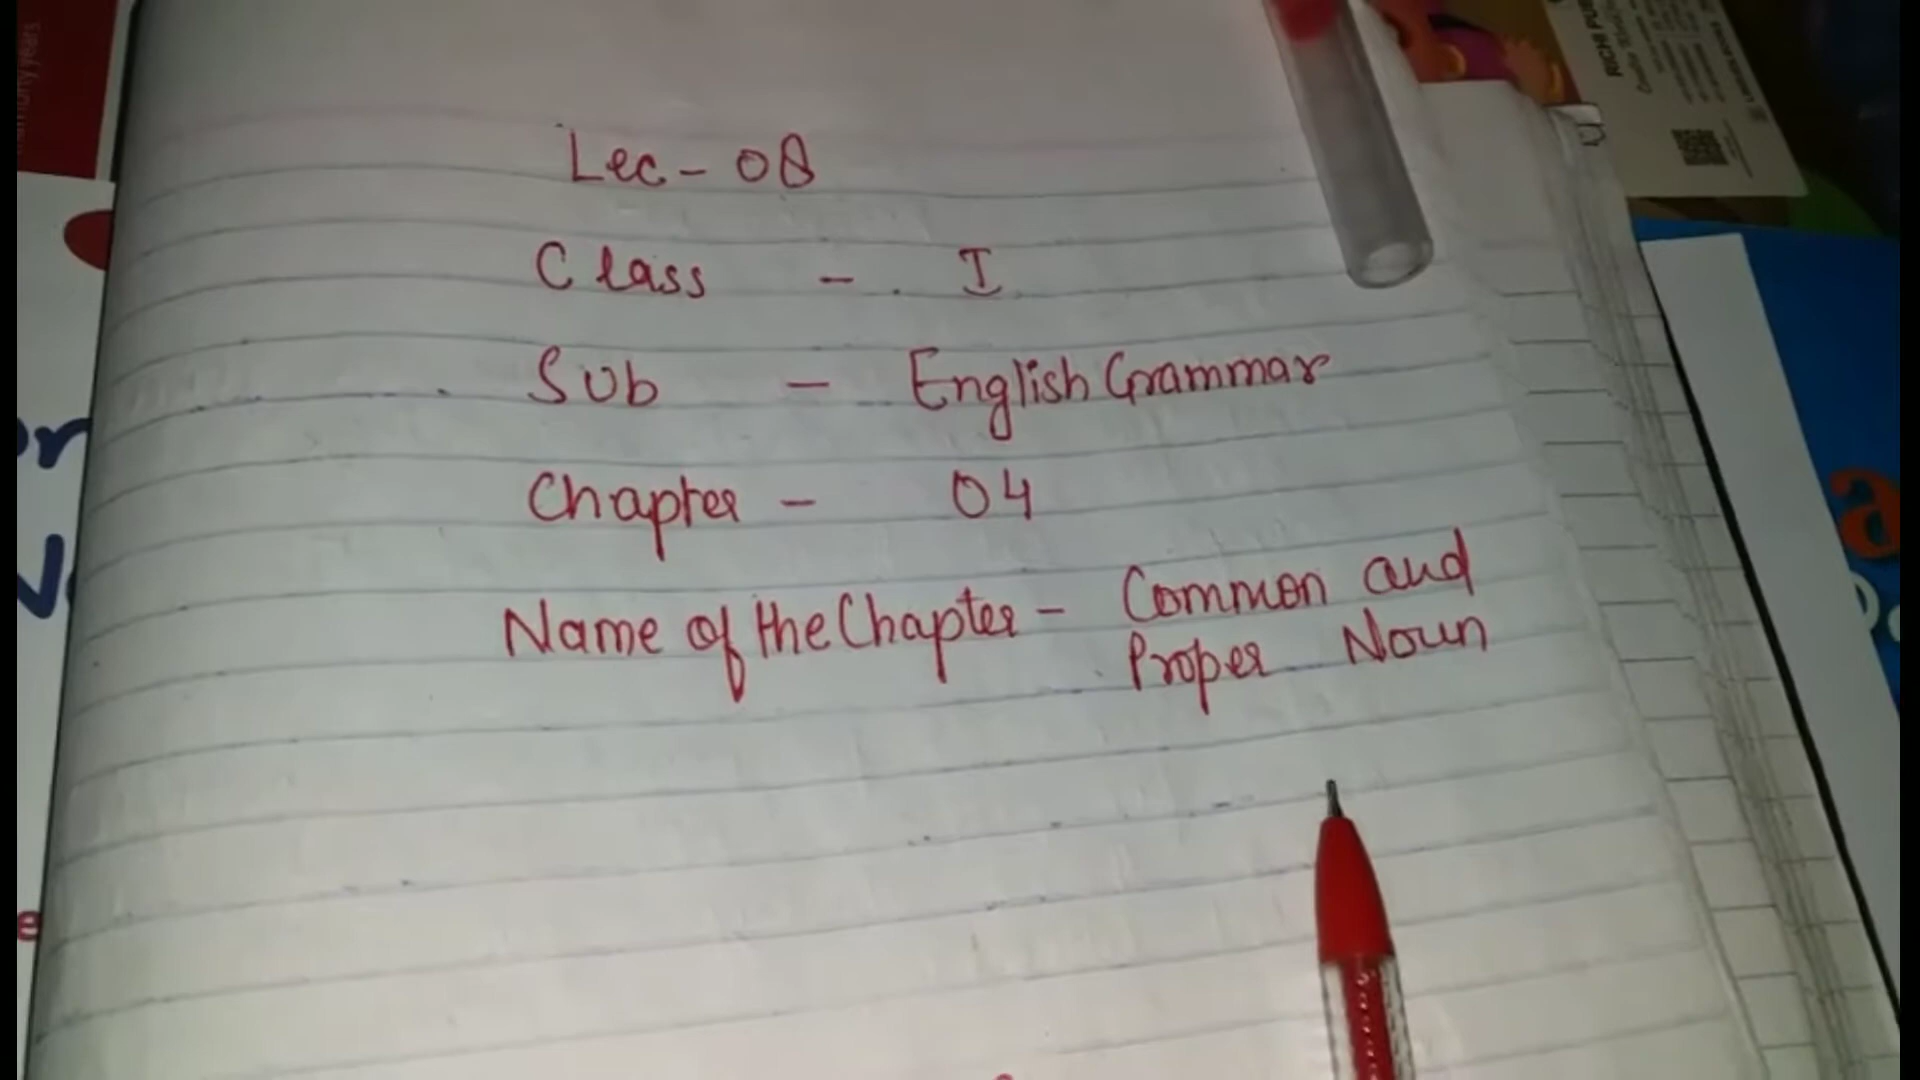 Lec - 08
Class - I
Sub - English Grammar
Chapter - 04
Name of the Chapter - Common and
Proper Noun